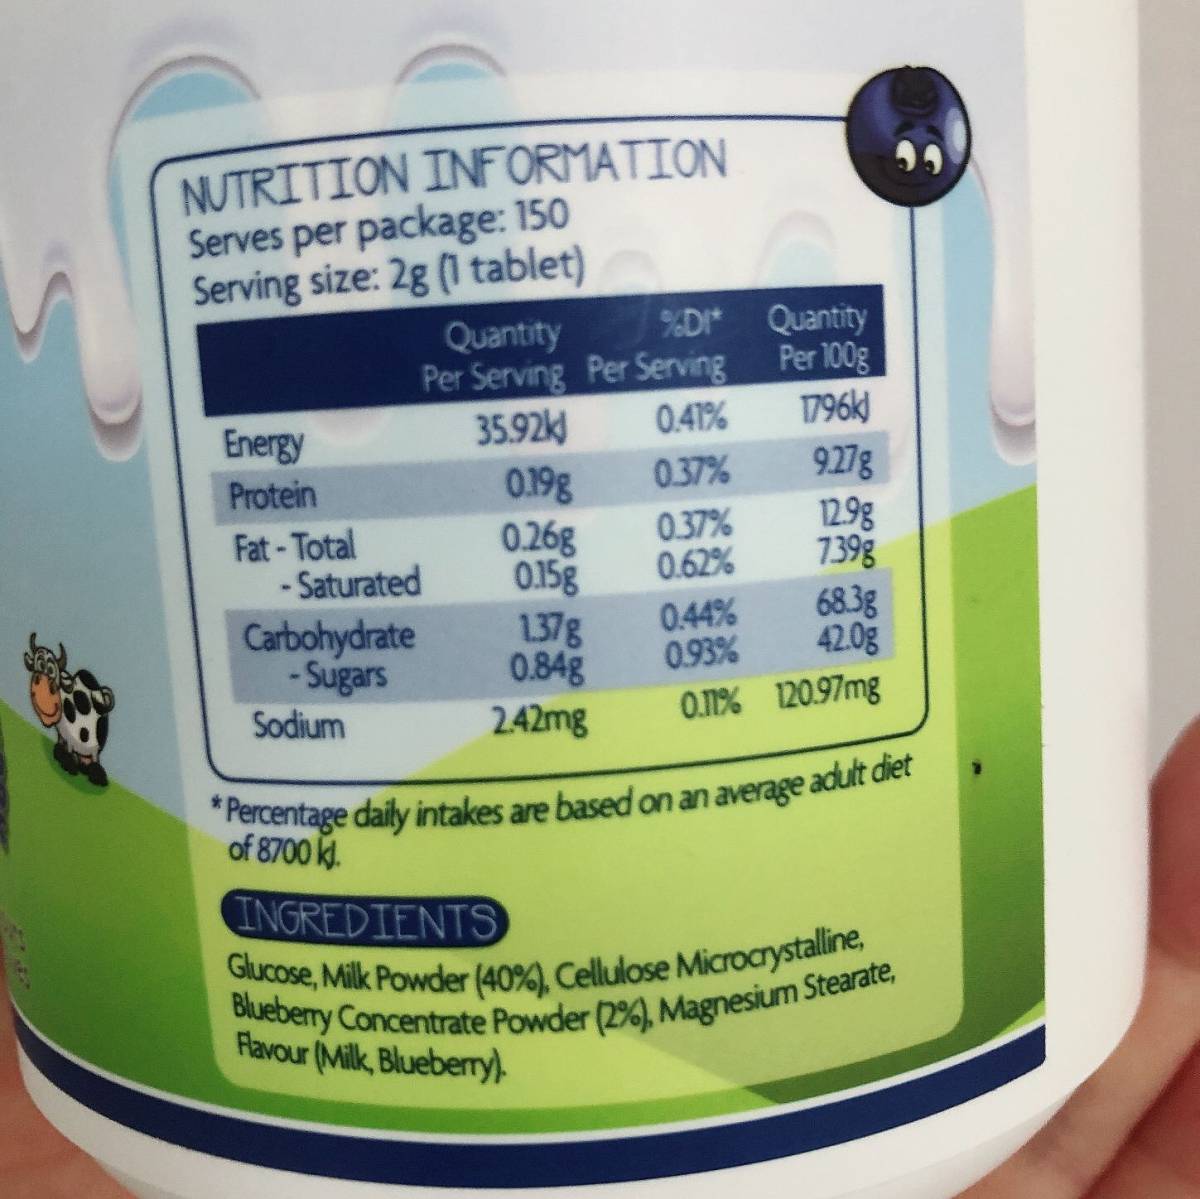 NUTRITION INFORMATION
Serves per package: 150
Serving size: 2g (1 tablet)
Quantity Per Serving %DI* Per Serving Quantity Per 100g
Energy 35.92kJ 0.41% 1796kJ
Protein 0.19g 0.37% 9.27g
Fat - Total 0.26g 0.37% 12.9g
- Saturated 0.15g 0.62% 7.39g
Carbohydrate 1.37g 0.44% 68.3g
- Sugars 0.84g 0.93% 42.0g
Sodium 2.42mg 0.11% 120.97mg
* Percentage daily intakes are based on an average adult diet
of 8700 kJ.
INGREDIENTS
Glucose, Milk Powder (40%), Cellulose Microcrystalline,
Blueberry Concentrate Powder (2%), Magnesium Stearate,
Flavour (Milk, Blueberry).